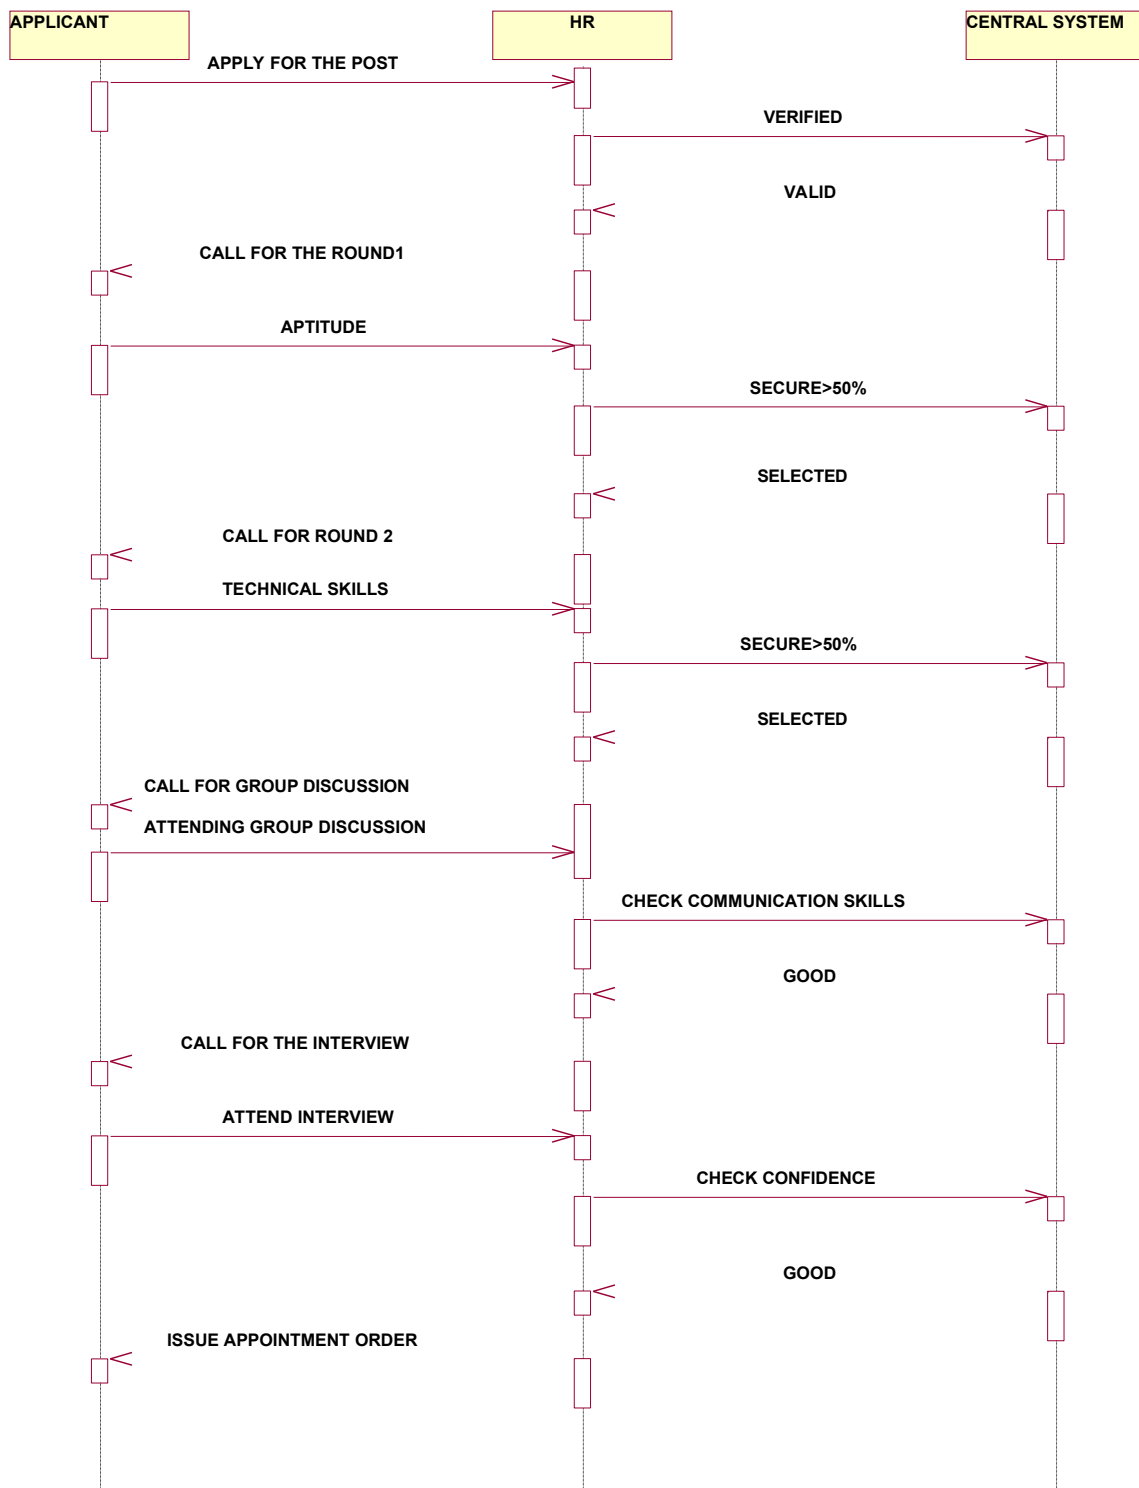 APPLICANT
HR
CENTRAL SYSTEM
APPLY FOR THE POST
VERIFIED
VALID
CALL FOR THE ROUND1
APTITUDE
SECURE>50%
SELECTED
CALL FOR ROUND 2
TECHNICAL SKILLS
SECURE>50%
SELECTED
CALL FOR GROUP DISCUSSION
ATTENDING GROUP DISCUSSION
CHECK COMMUNICATION SKILLS
GOOD
CALL FOR THE INTERVIEW
ATTEND INTERVIEW
CHECK CONFIDENCE
GOOD
ISSUE APPOINTMENT ORDER